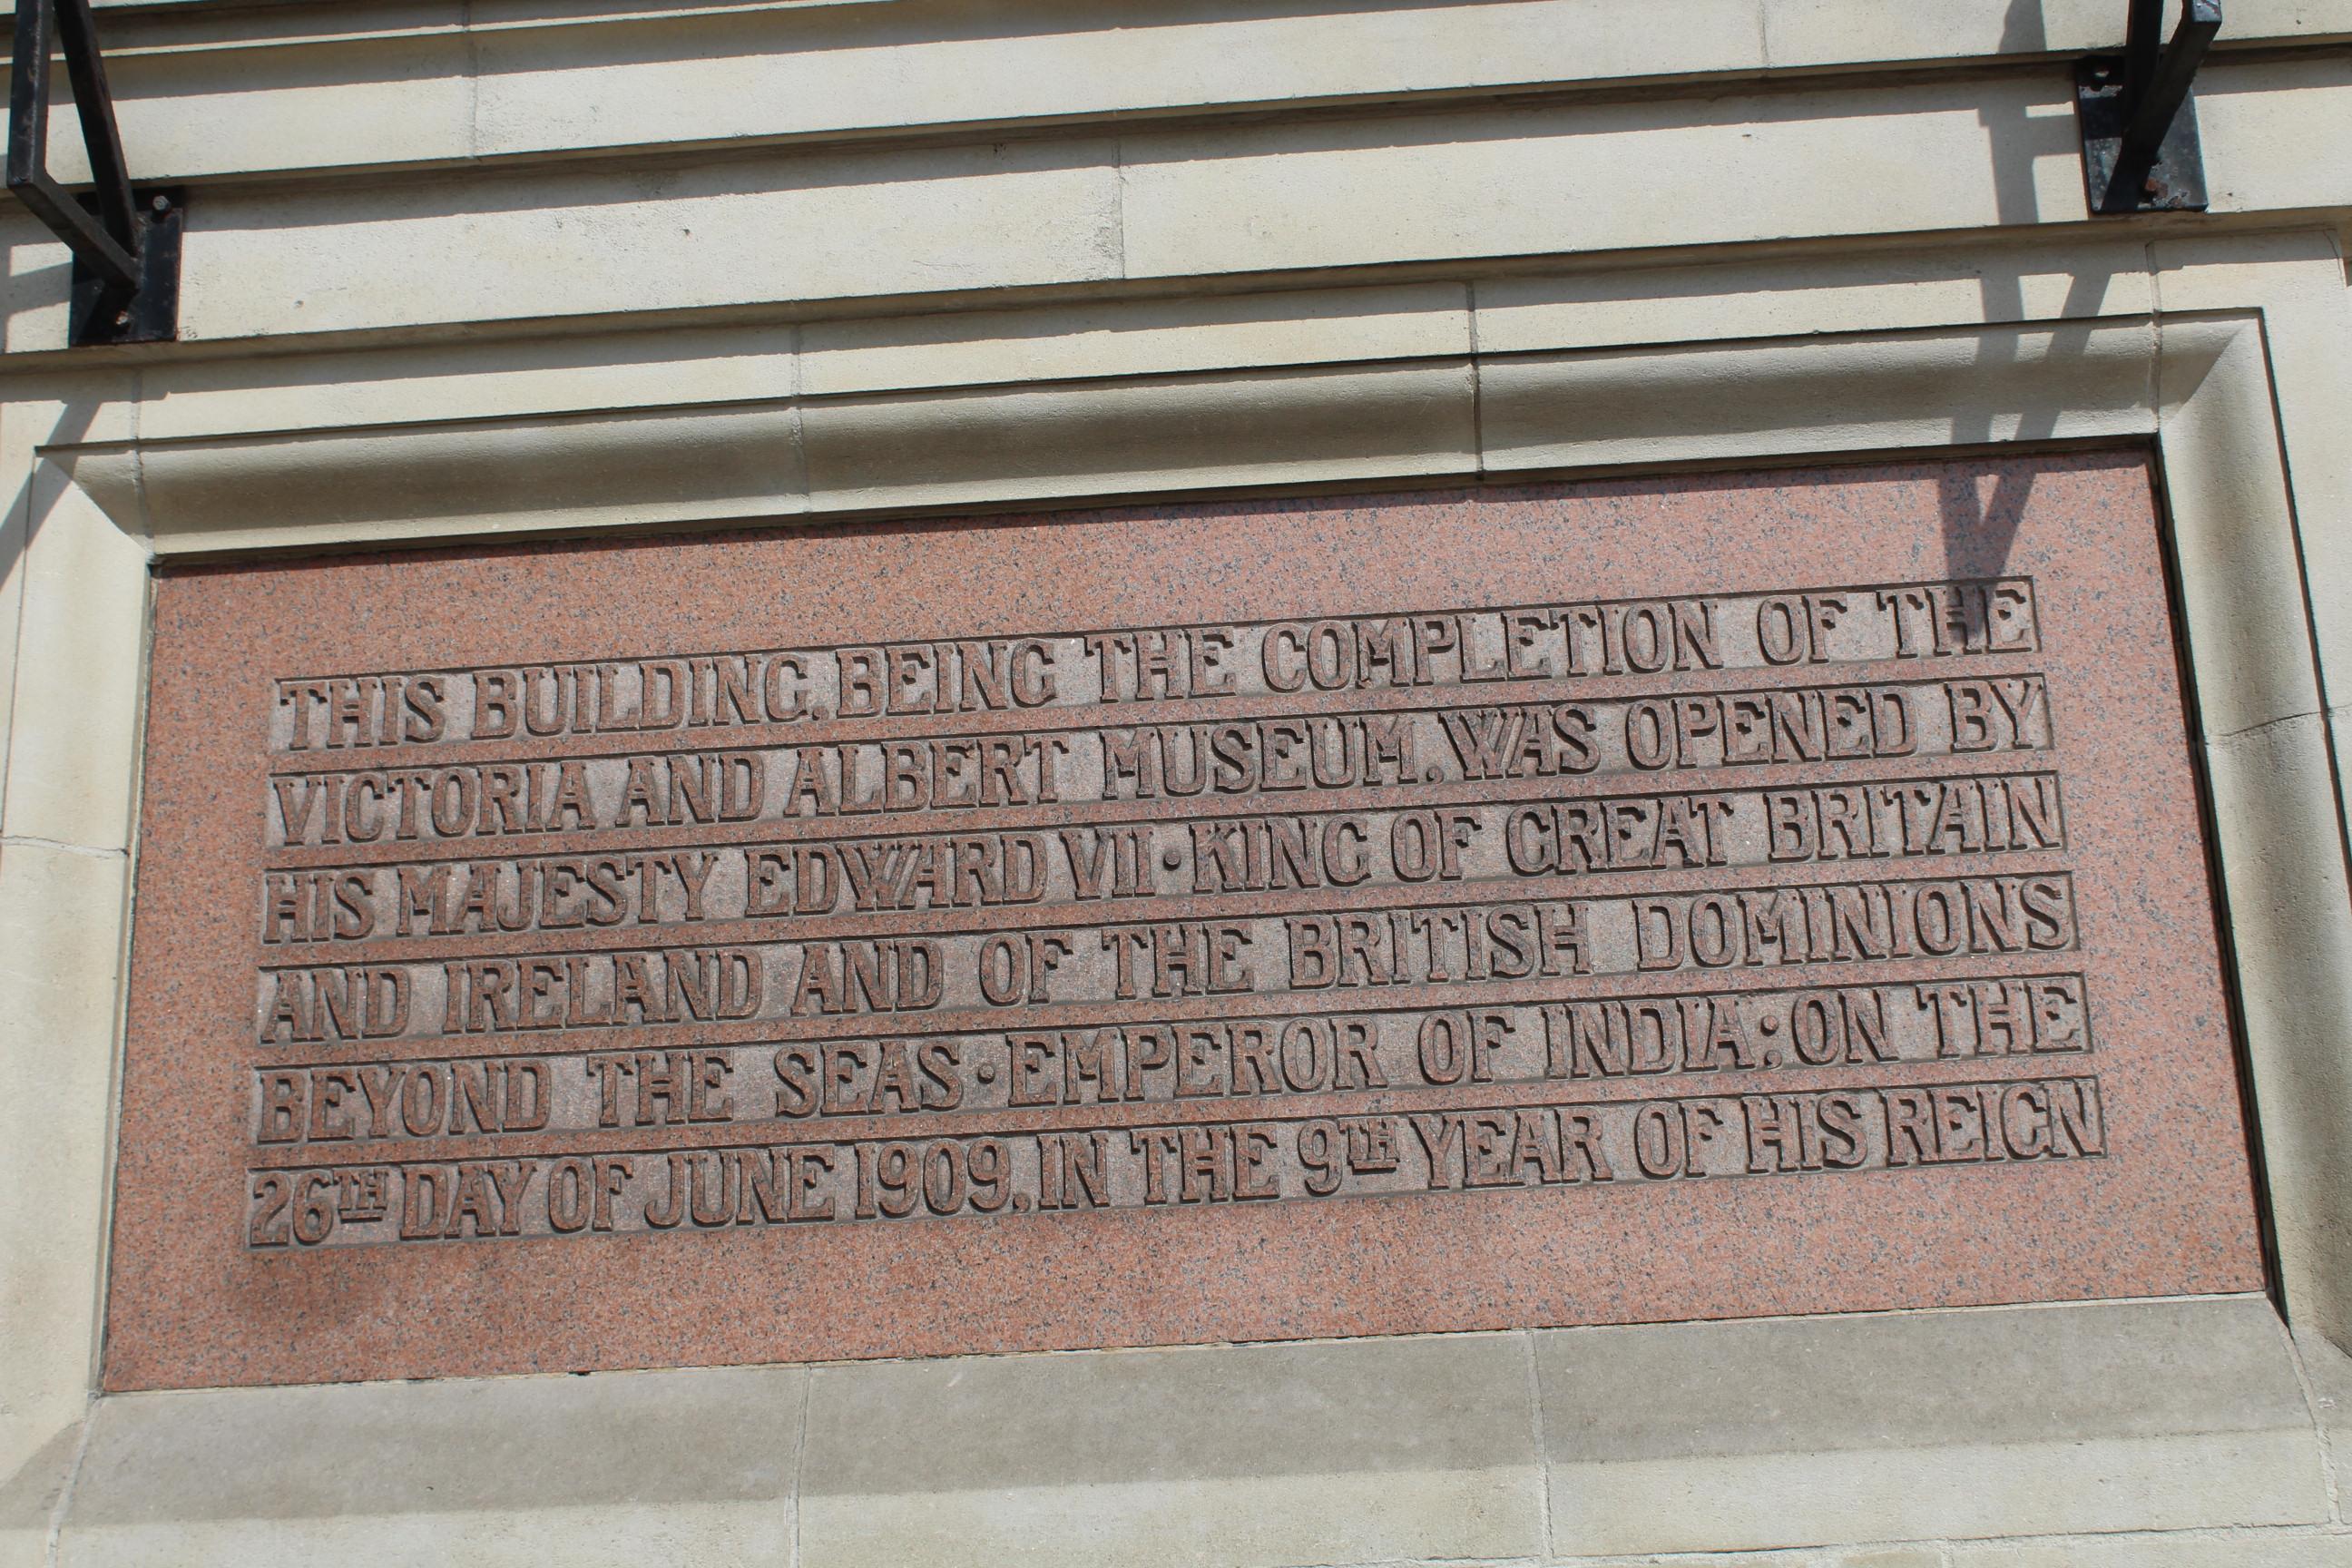 THIS BUILDING, BEING THE COMPLETION OF THE
VICTORIA AND ALBERT MUSEUM, WAS OPENED BY
HIS MAJESTY EDWARD VII · KING OF GREAT BRITAIN
AND IRELAND AND OF THE BRITISH DOMINIONS
BEYOND THE SEAS · EMPEROR OF INDIA; ON THE
26TH DAY OF JUNE 1909, IN THE 9TH YEAR OF HIS REIGN